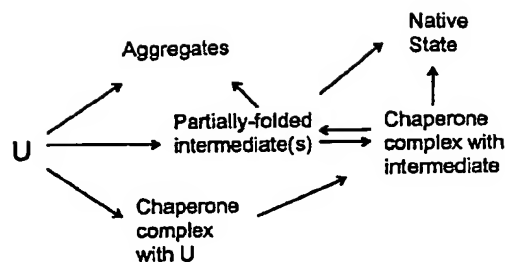 Native
State
Aggregates
Partially-folded
intermediate(s)
Chaperone
complex with
intermediate
U
Chaperone
complex
with U